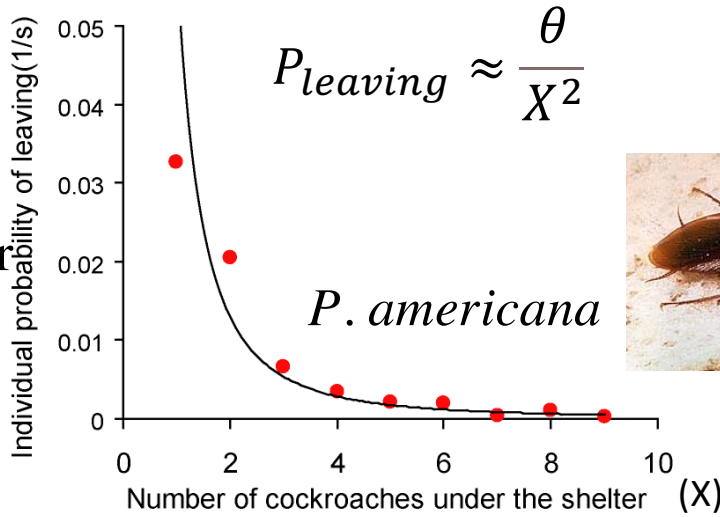 Individual probability of leaving(1/s)
0.05
0.04
0.03
0.02
0.01
0
P_leaving ≈ θ / X²
r
P. americana
0 2 4 6 8 10
Number of cockroaches under the shelter (X)